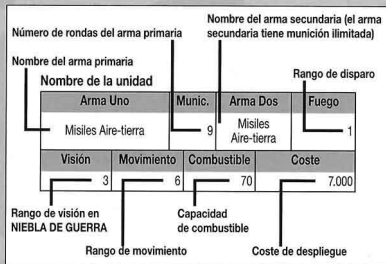 Nombre del arma secundaria (el arma
secundaria tiene munición ilimitada)
Número de rondas del arma primaria
Nombre del arma primaria
Rango de disparo
Nombre de la unidad
Arma Uno Munic. Arma Dos Fuego
Misiles Aire-tierra 9 Misiles Aire-tierra 1
Visión Movimiento Combustible Coste
3 6 70 7.000
Rango de visión en
NIEBLA DE GUERRA
Capacidad
de combustible
Rango de movimiento
Coste de despliegue